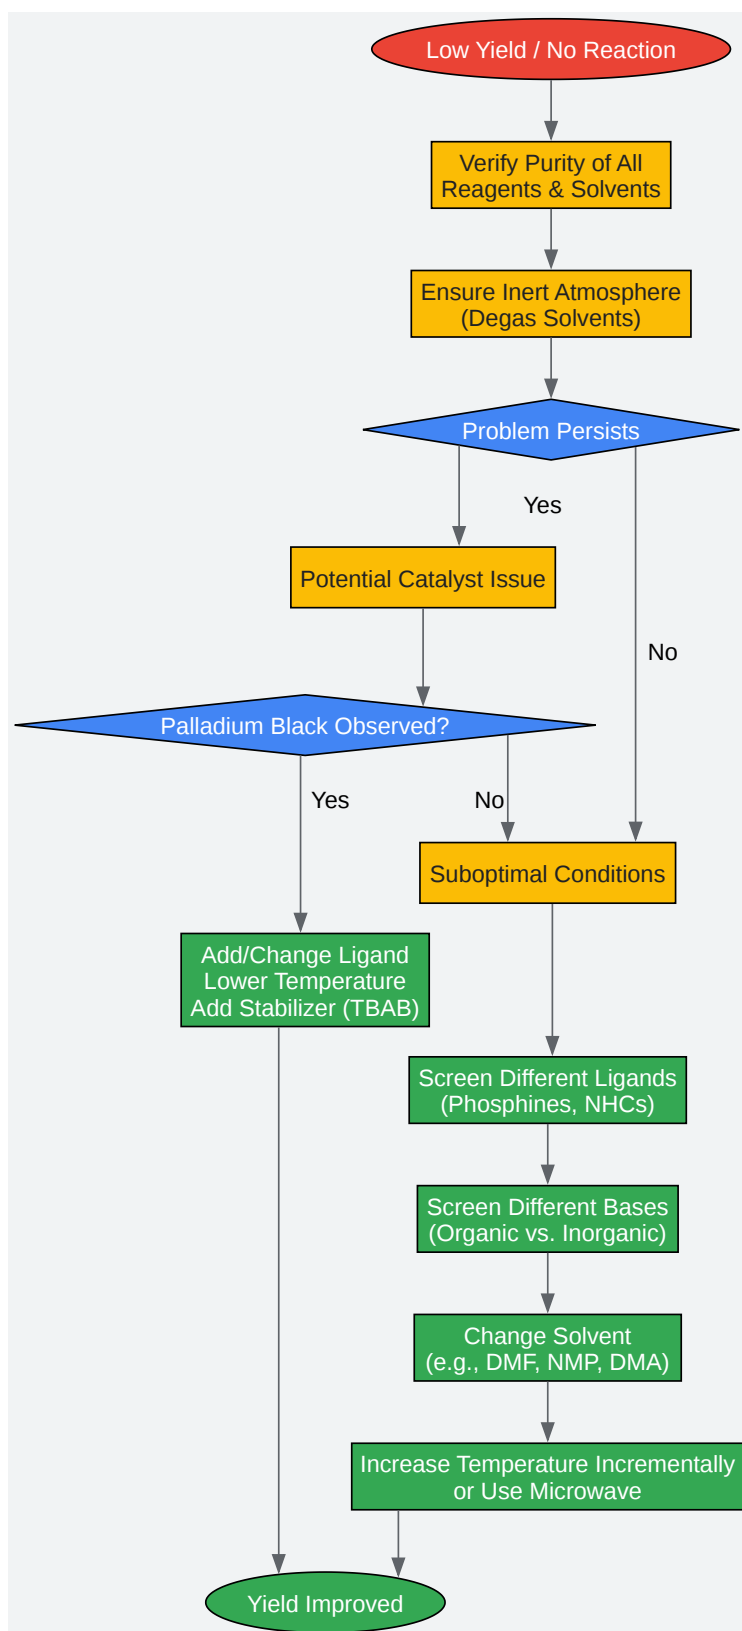 Low Yield / No Reaction
Verify Purity of All
Reagents & Solvents
Ensure Inert Atmosphere
(Degas Solvents)
Problem Persists
Yes
Potential Catalyst Issue
No
Palladium Black Observed?
Yes
No
Suboptimal Conditions
Add/Change Ligand
Lower Temperature
Add Stabilizer (TBAB)
Screen Different Ligands
(Phosphines, NHCs)
Screen Different Bases
(Organic vs. Inorganic)
Change Solvent
(e.g., DMF, NMP, DMA)
Increase Temperature Incrementally
or Use Microwave
Yield Improved